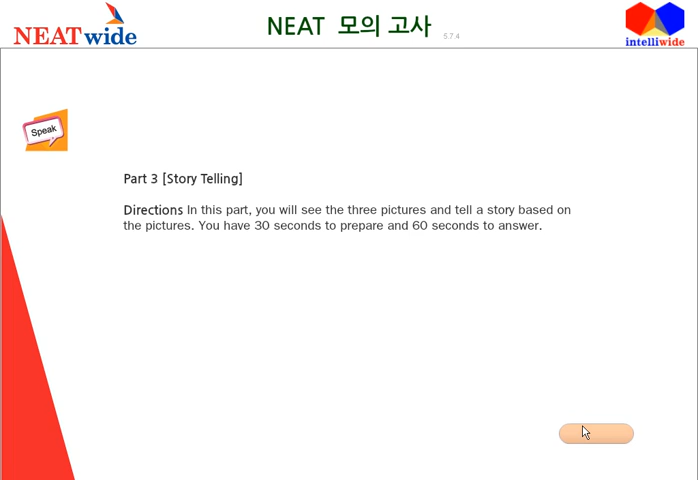 NEATwide
NEAT 모의 고사
5.7.4
intelliwide
Speak
Part 3 [Story Telling]
Directions In this part, you will see the three pictures and tell a story based on
the pictures. You have 30 seconds to prepare and 60 seconds to answer.